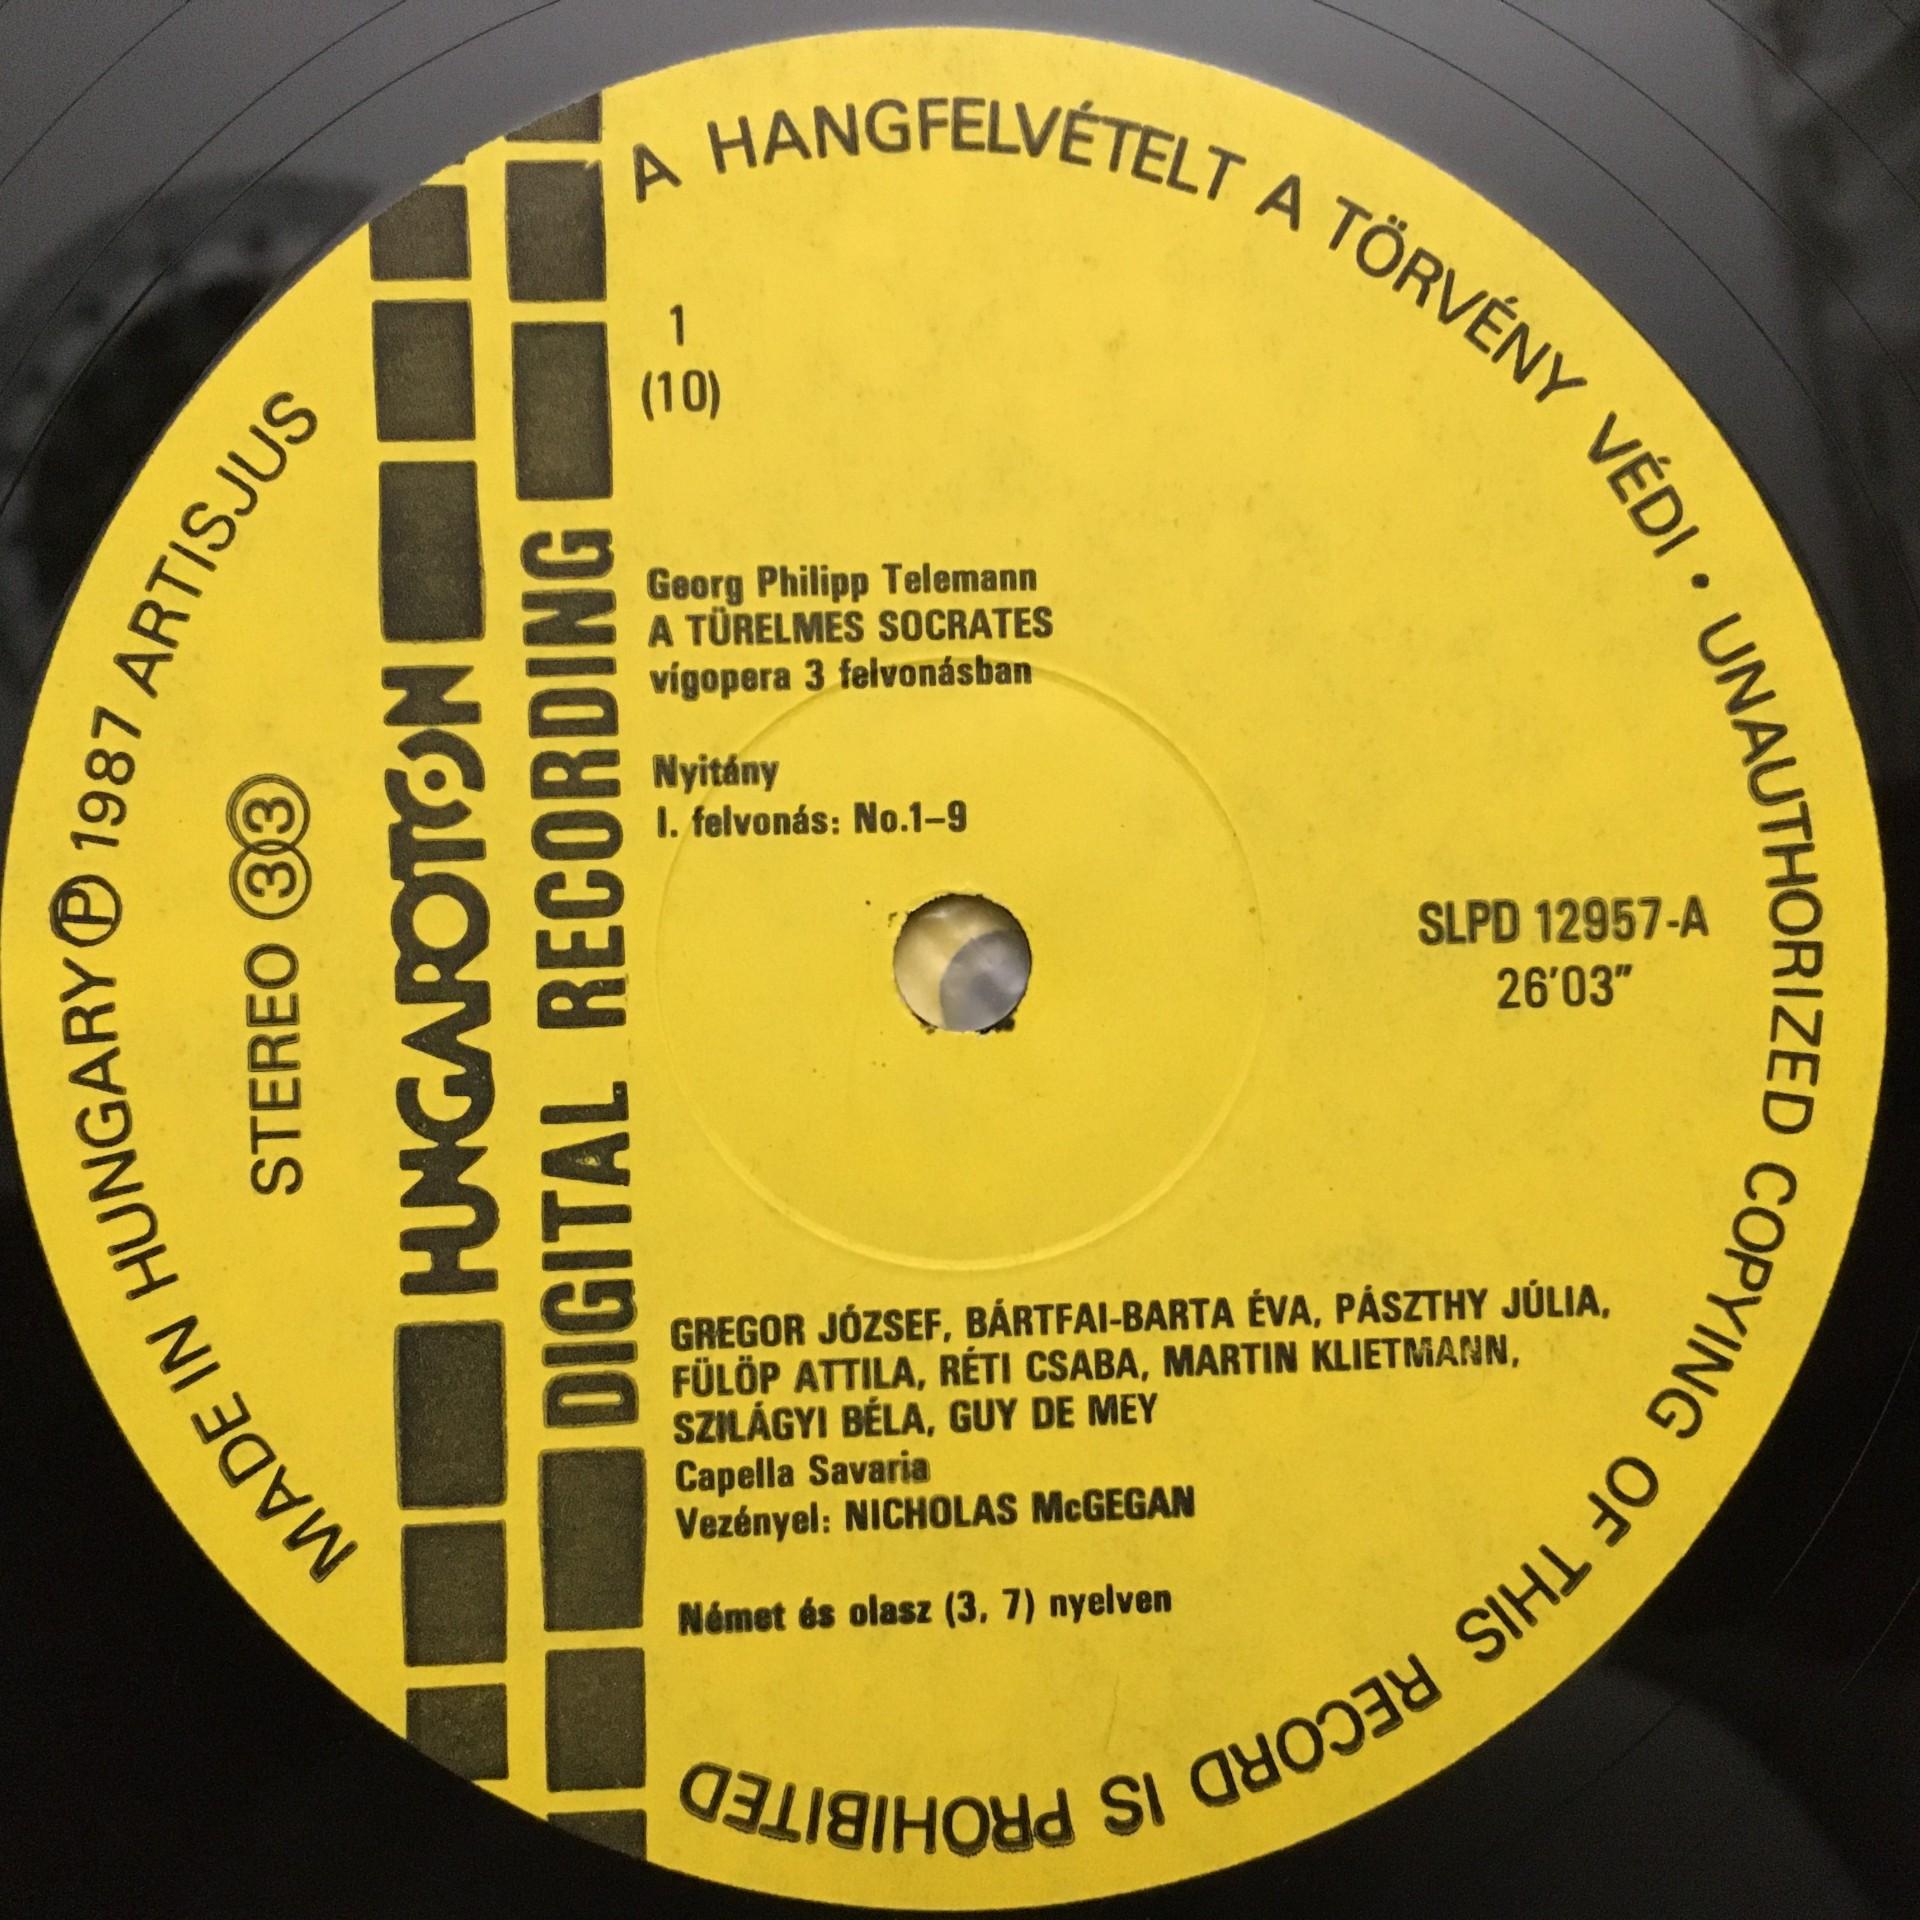 A HANGFELVÉTELT A TÖRVÉNY VÉDI • UNAUTHORIZED COPYING OF THIS RECORD IS PROHIBITED
MADE IN HUNGARY Ⓟ 1987 ARTISJUS
STEREO 33
HUNGAROTON
DIGITAL RECORDING
1
(10)
Georg Philipp Telemann
A TÜRELMES SOCRATES
vígopera 3 felvonásban
Nyitány
I. felvonás: No.1–9
SLPD 12957-A
26'03"
GREGOR JÓZSEF, BÁRTFAI-BARTA ÉVA, PÁSZTHY JÚLIA,
FÜLÖP ATTILA, RÉTI CSABA, MARTIN KLIETMANN,
SZILÁGYI BÉLA, GUY DE MEY
Capella Savaria
Vezényel: NICHOLAS McGEGAN
Német és olasz (3, 7) nyelven